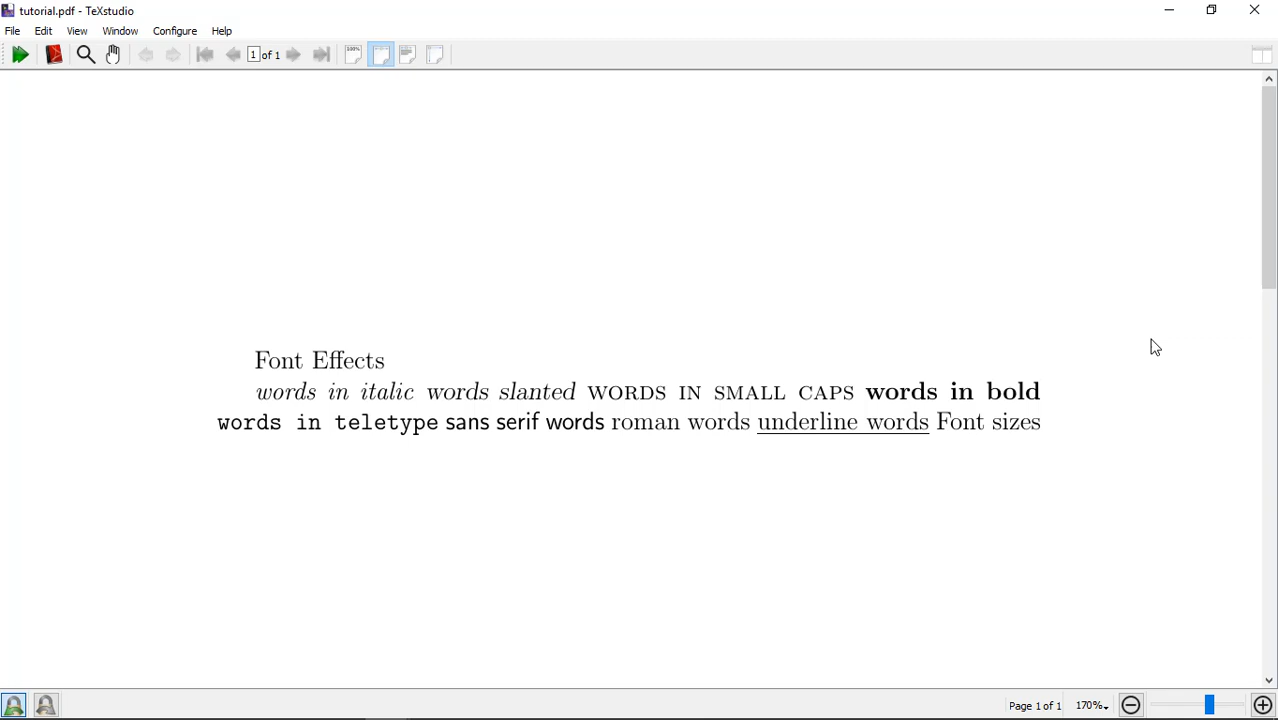 tutorial.pdf - TeXstudio
File Edit View Window Configure Help
1 of 1 100%
Font Effects
words in italic words slanted WORDS IN SMALL CAPS words in bold
words in teletype sans serif words roman words underline words Font sizes
Page 1 of 1 170%